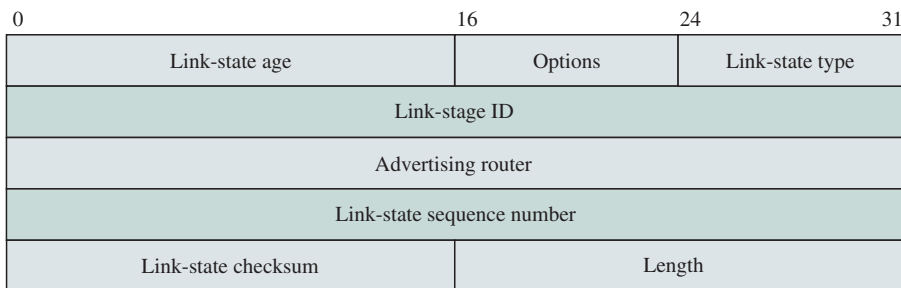 0 16 24 31
Link-state age Options Link-state type
Link-stage ID
Advertising router
Link-state sequence number
Link-state checksum Length